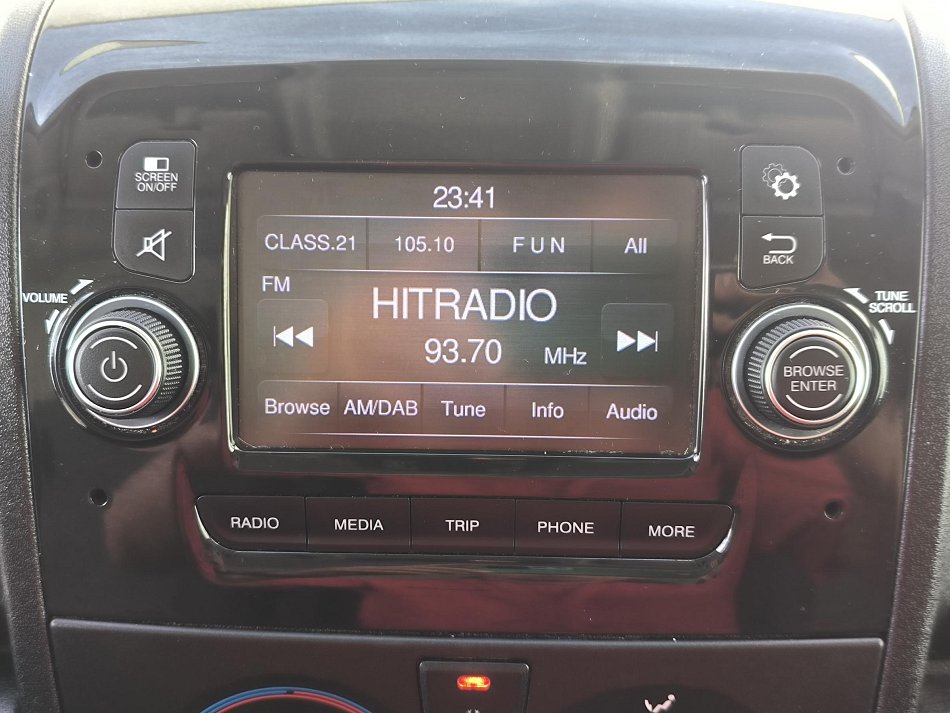 SCREEN
ON/OFF
VOLUME
23:41
CLASS.21 105.10 F U N All
FM
HITRADIO
93.70 MHz
Browse AM/DAB Tune Info Audio
BACK
TUNE
SCROLL
BROWSE
ENTER
RADIO MEDIA TRIP PHONE MORE